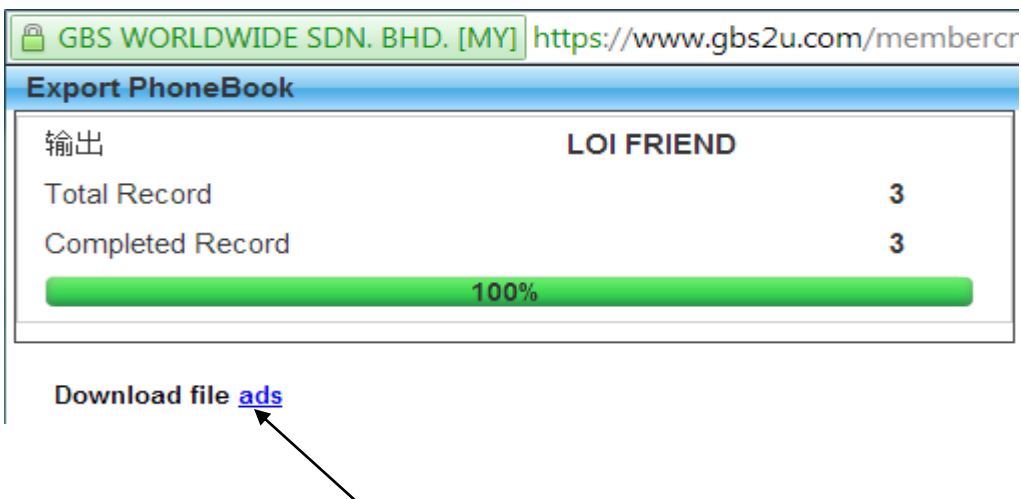 GBS WORLDWIDE SDN. BHD. [MY] https://www.gbs2u.com/membercr
Export PhoneBook
输出 LOI FRIEND
Total Record 3
Completed Record 3
100%
Download file ads